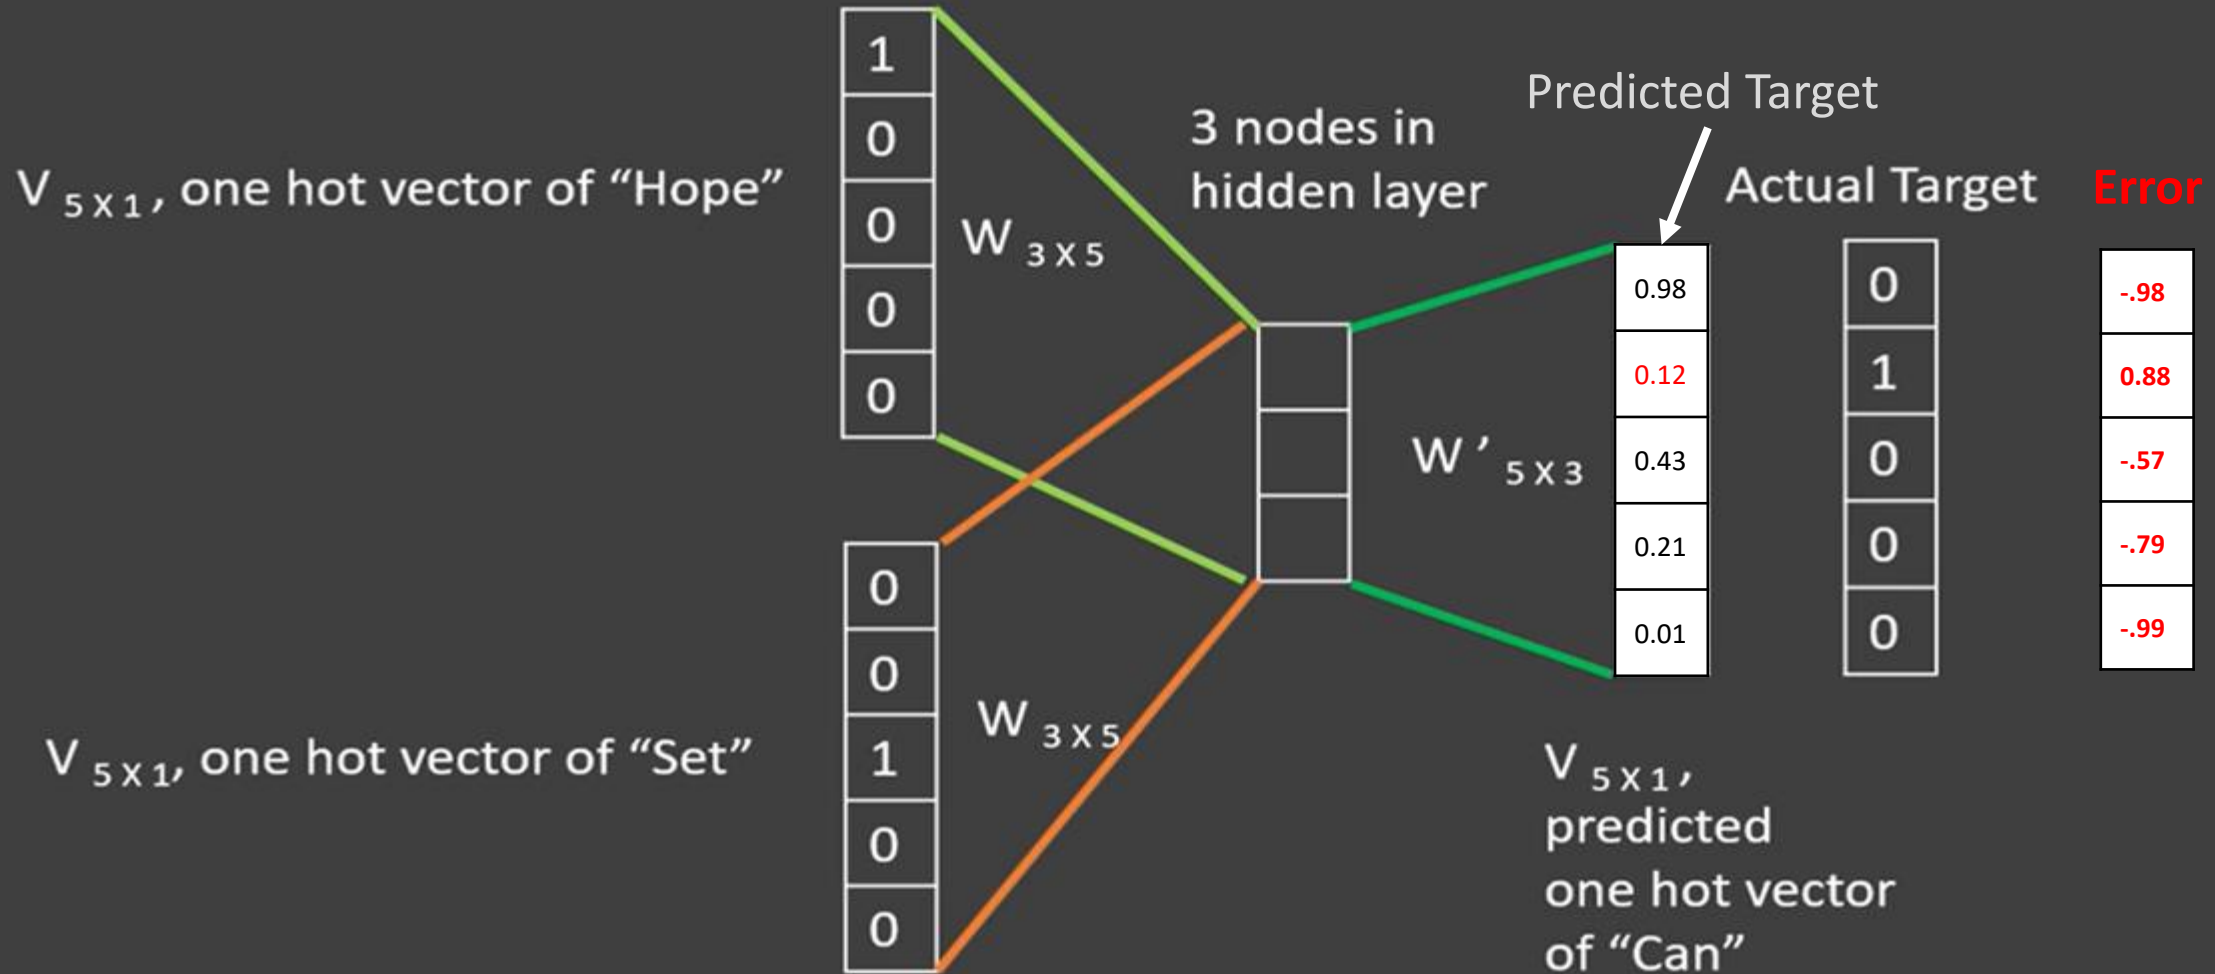 V 5 X 1, one hot vector of “Hope”
1
0
0
0
0
W 3 X 5
V 5 X 1, one hot vector of “Set”
0
0
1
0
0
W 3 X 5
3 nodes in
hidden layer
W ’ 5 X 3
Predicted Target
0.98
0.12
0.43
0.21
0.01
Actual Target
0
1
0
0
0
Error
-.98
0.88
-.57
-.79
-.99
V 5 X 1,
predicted
one hot vector
of “Can”